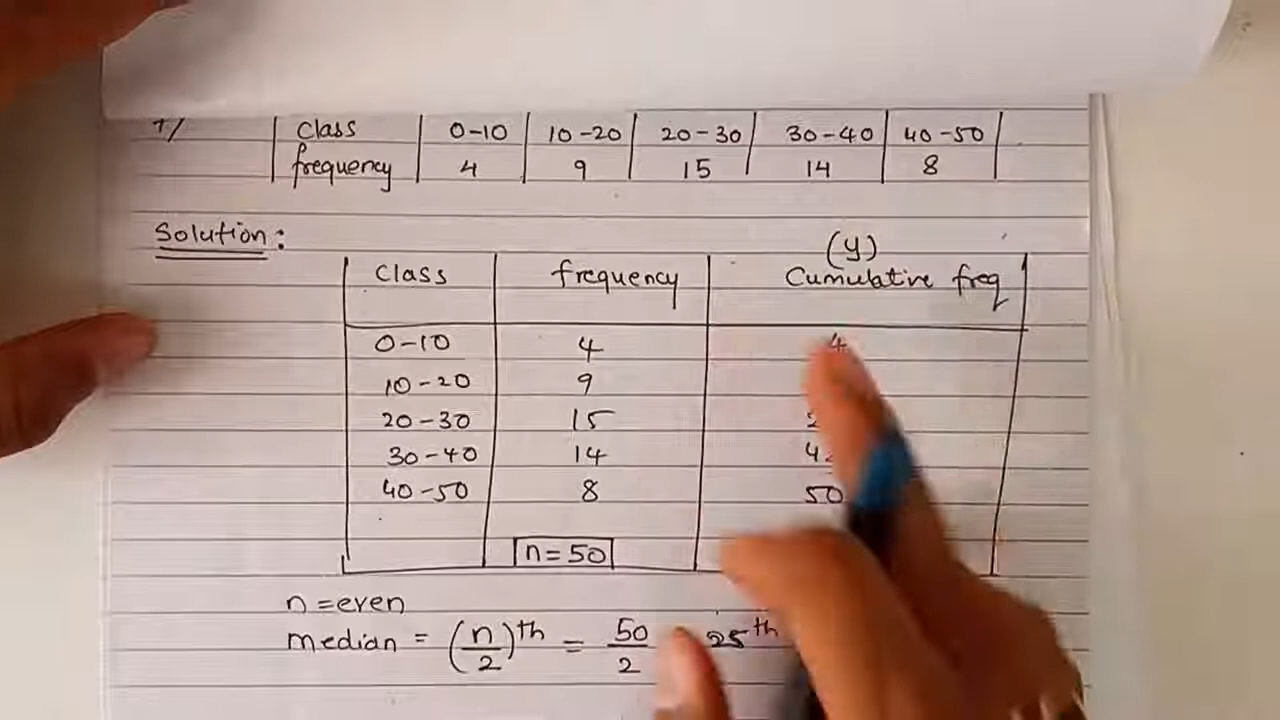 Class 0-10 10-20 20-30 30-40 40-50
frequency 4 9 15 14 8
Solution:
(y)
Class frequency Cumulative freq
0-10 4 4
10-20 9
20-30 15
30-40 14
40-50 8 50
n=50
n=even
median = (n/2)th = 50/2 25th